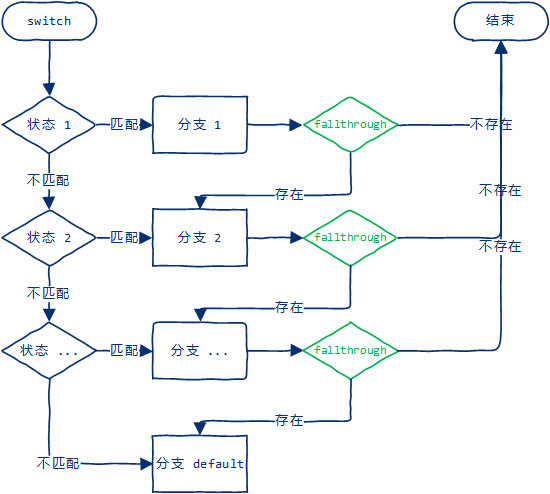 switch
结束
状态 1
匹配
分支 1
fallthrough
不存在
不匹配
存在
不存在
状态 2
匹配
分支 2
fallthrough
不存在
不匹配
存在
状态 ...
匹配
分支 ...
fallthrough
存在
不匹配
分支 default